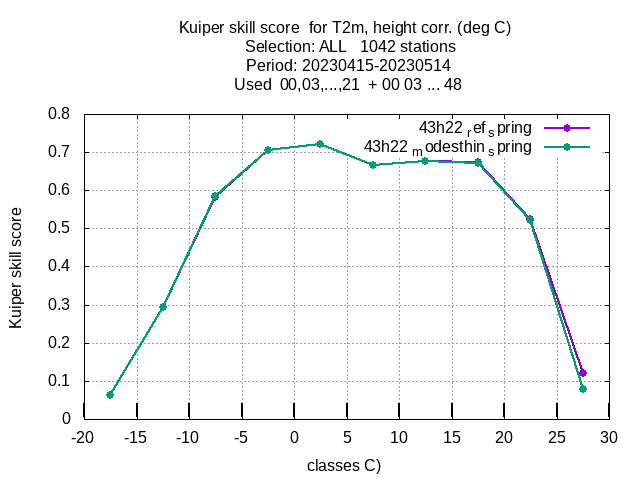 Kuiper skill score  for T2m, height corr. (deg C)
Selection: ALL   1042 stations
Period: 20230415-20230514
Used  00,03,...,21  + 00 03 ... 48
43h22 ref spring
43h22 modesthin spring
Kuiper skill score
0.8
0.7
0.6
0.5
0.4
0.3
0.2
0.1
0
-20 -15 -10 -5 0 5 10 15 20 25 30
classes C)